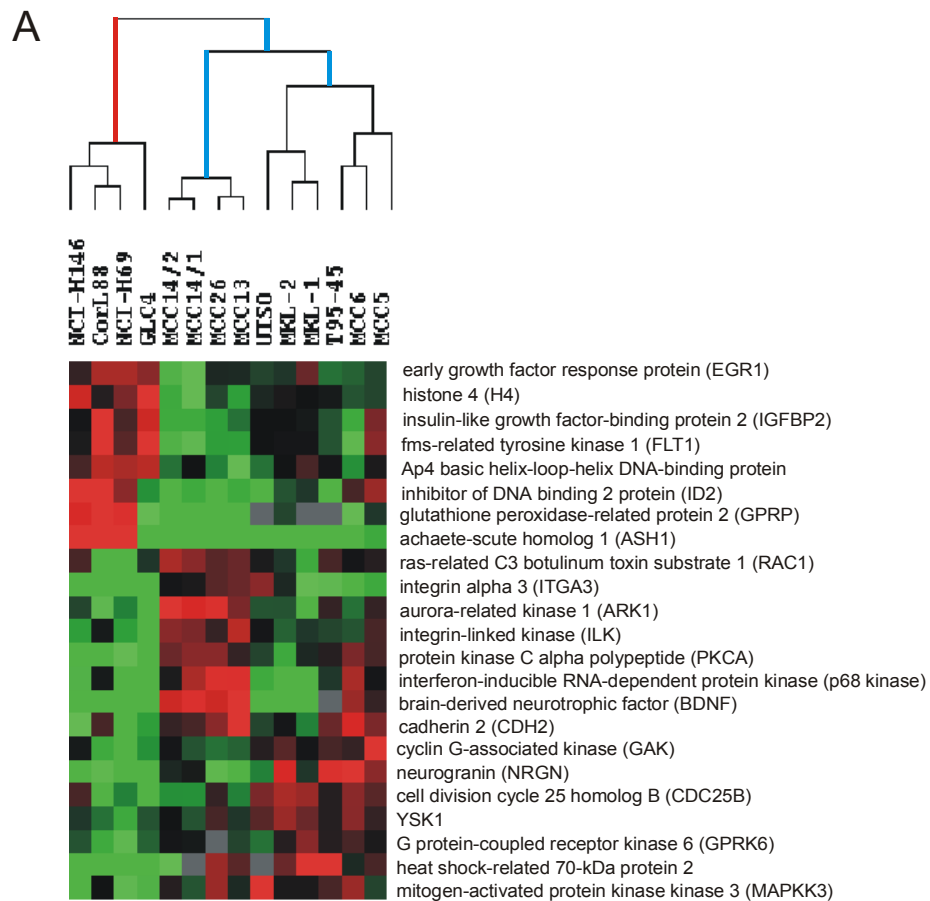 A
NCI-H146
CorL88
NCI-H69
GLC4
MCC14/2
MCC14/1
MCC26
MCC13
UISO
MKL-2
MKL-1
T95-45
MCC6
MCC5
early growth factor response protein (EGR1)
histone 4 (H4)
insulin-like growth factor-binding protein 2 (IGFBP2)
fms-related tyrosine kinase 1 (FLT1)
Ap4 basic helix-loop-helix DNA-binding protein
inhibitor of DNA binding 2 protein (ID2)
glutathione peroxidase-related protein 2 (GPRP)
achaete-scute homolog 1 (ASH1)
ras-related C3 botulinum toxin substrate 1 (RAC1)
integrin alpha 3 (ITGA3)
aurora-related kinase 1 (ARK1)
integrin-linked kinase (ILK)
protein kinase C alpha polypeptide (PKCA)
interferon-inducible RNA-dependent protein kinase (p68 kinase)
brain-derived neurotrophic factor (BDNF)
cadherin 2 (CDH2)
cyclin G-associated kinase (GAK)
neurogranin (NRGN)
cell division cycle 25 homolog B (CDC25B)
YSK1
G protein-coupled receptor kinase 6 (GPRK6)
heat shock-related 70-kDa protein 2
mitogen-activated protein kinase kinase 3 (MAPKK3)